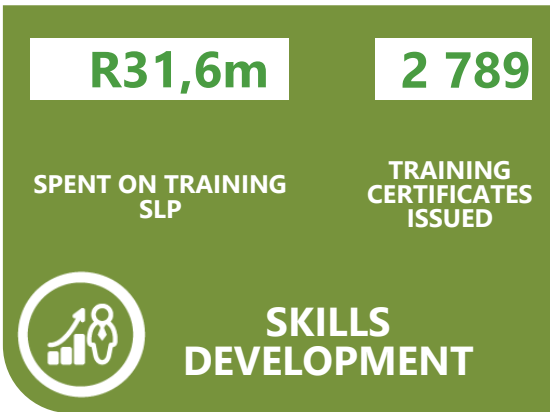 R31,6m
2 789
SPENT ON TRAINING
SLP
TRAINING
CERTIFICATES
ISSUED
SKILLS
DEVELOPMENT